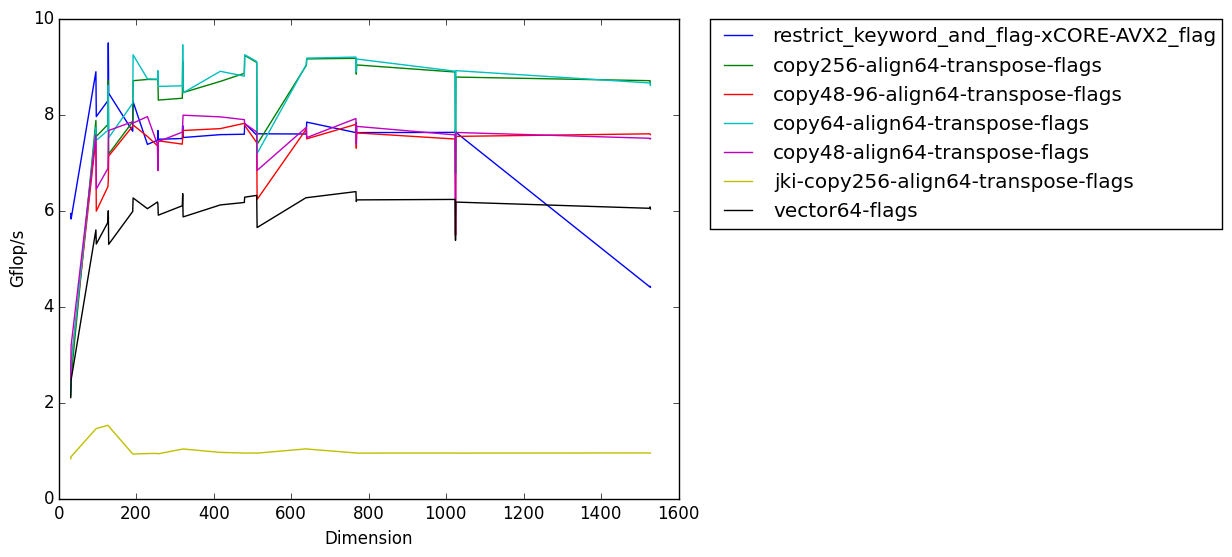 10
8
6
4
2
0
Gflop/s
0 200 400 600 800 1000 1200 1400 1600
Dimension
restrict_keyword_and_flag-xCORE-AVX2_flag
copy256-align64-transpose-flags
copy48-96-align64-transpose-flags
copy64-align64-transpose-flags
copy48-align64-transpose-flags
jki-copy256-align64-transpose-flags
vector64-flags